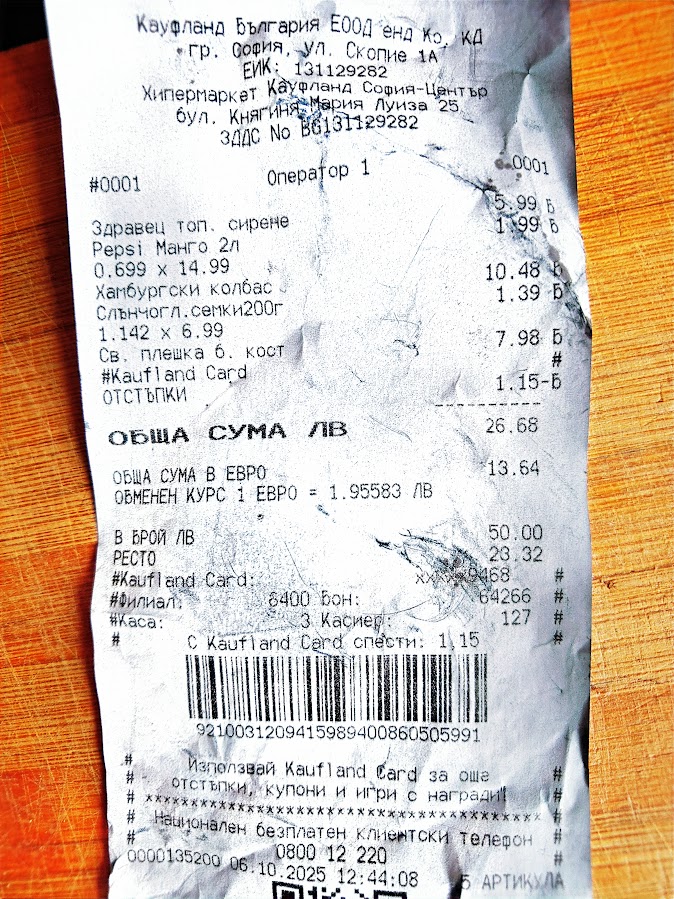 Кауфланд България ЕООД енд Ко. КД
гр. София, ул. Скопие 1А
ЕИК: 131129282
Хипермаркет Кауфланд София-Център
бул. Княгиня Мария Луиза 25
ЗДДС No BG131129282
#0001 Оператор 1 0001
Здравец топ. сирене 5.99 Б
Pepsi Манго 2л 1.99 Б
0.699 x 14.99
Хамбургски колбас 10.48 Б
Слънчогл.семки200г 1.39 Б
1.142 x 6.99
Св. плешка б. кост 7.98 Б
#Kaufland Card #
ОТСТЪПКИ 1.15-Б
ОБЩА СУМА ЛВ 26.68
ОБЩА СУМА В ЕВРО 13.64
ОБМЕНЕН КУРС 1 ЕВРО = 1.95583 ЛВ
В БРОЙ ЛВ 50.00
РЕСТО 23.32
#Kaufland Card: xxxxx9468 #
#Филиал: 8400 Бон: 64266 #
#Каса: 3 Касиер: 127 #
# С Kaufland Card спести: 1,15 #
9210031209415989400860505991
# Използвай Kaufland Card за още #
# отстъпки, купони и игри с награди! #
# ************************************ #
# Национален безплатен клиентски телефон #
# 0800 12 220 #
0000135200 06.10.2025 12:44:08 5 АРТИКУЛА